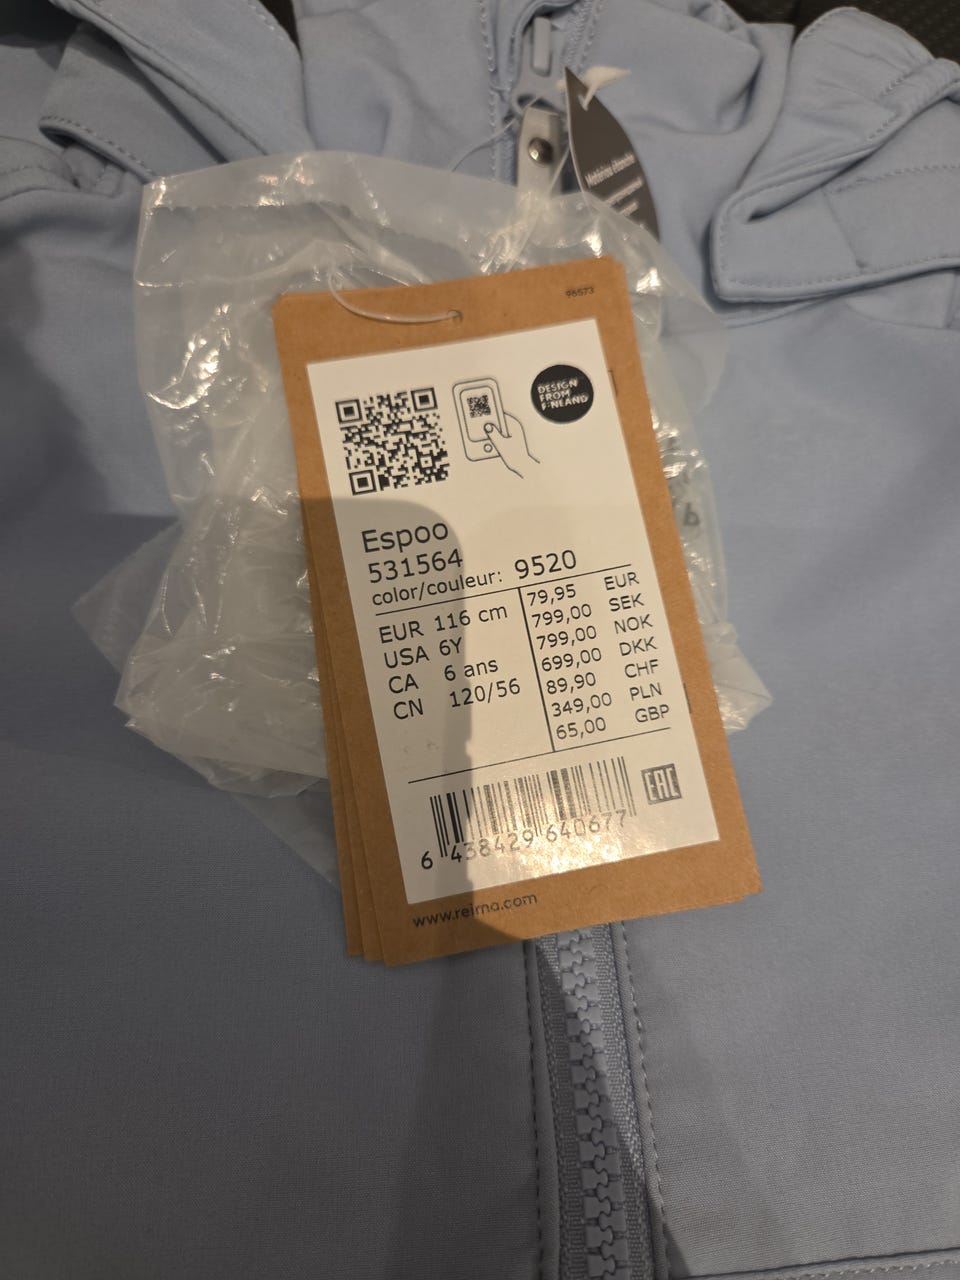 Matériau étanche
96573
DESIGN
FROM
FINLAND
Espoo
531564
color/couleur: 9520
EUR 116 cm
USA 6Y
CA 6 ans
CN 120/56
79,95 EUR
799,00 SEK
799,00 NOK
699,00 DKK
89,90 CHF
349,00 PLN
65,00 GBP
EAC
6 438429 640677
www.reima.com